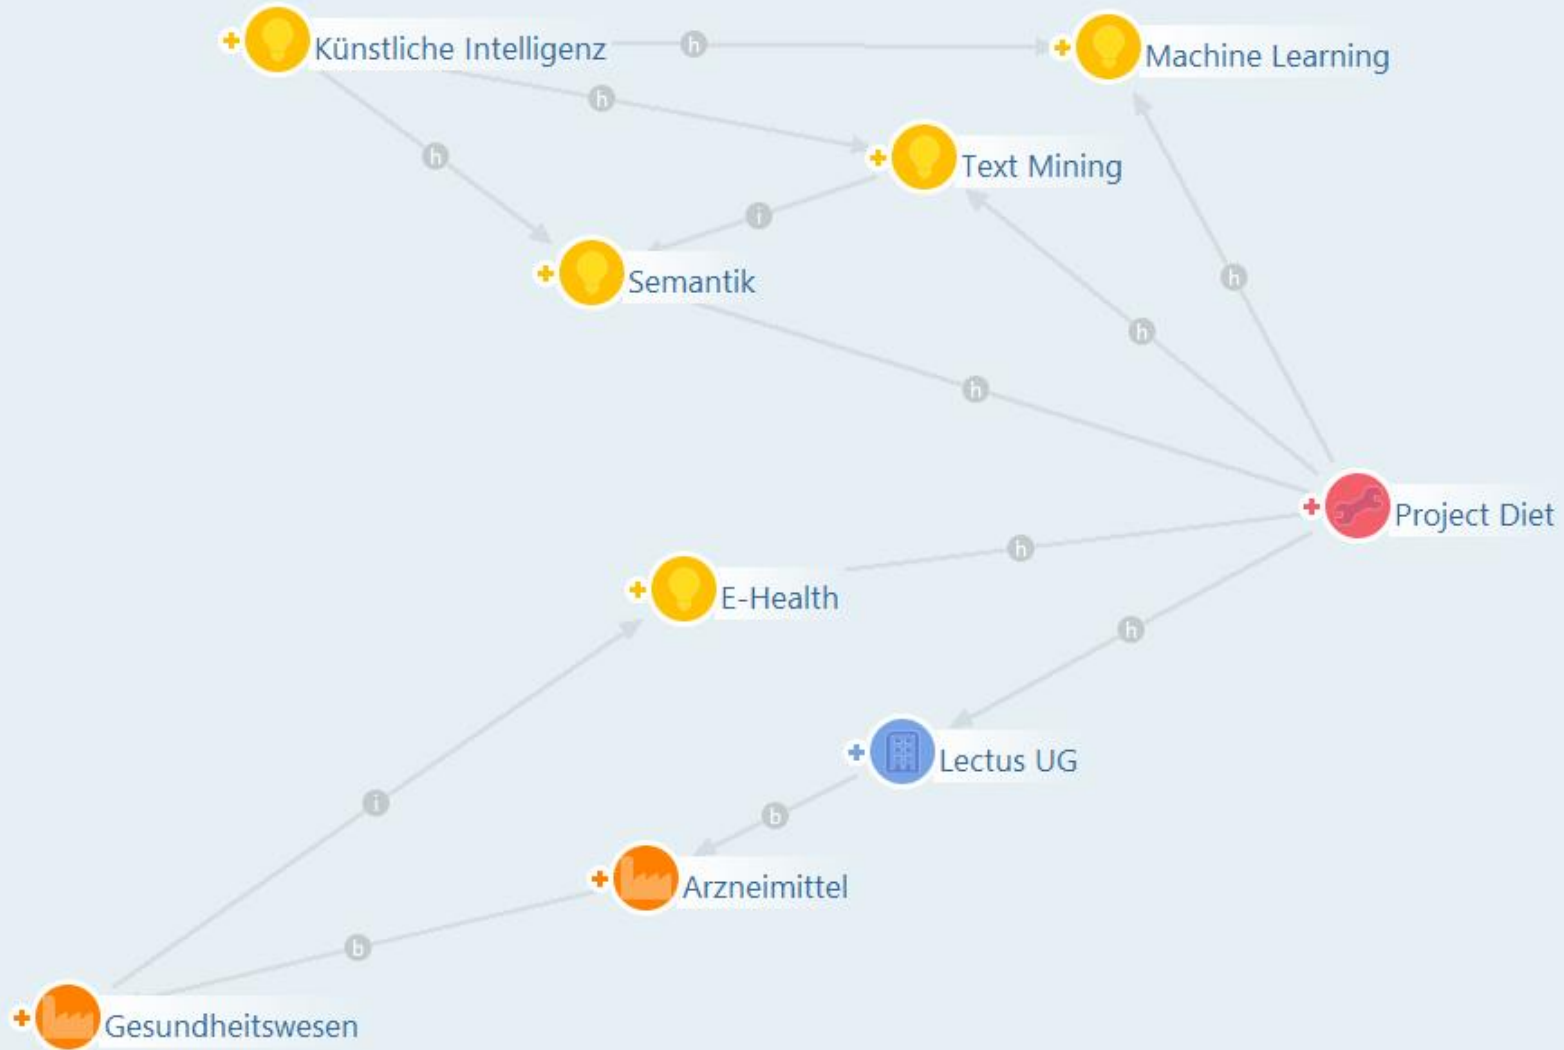 Künstliche Intelligenz
h
Machine Learning
h
h
Text Mining
i
Semantik
h
h
h
Project Diet
h
E-Health
h
Lectus UG
i
b
Arzneimittel
b
Gesundheitswesen